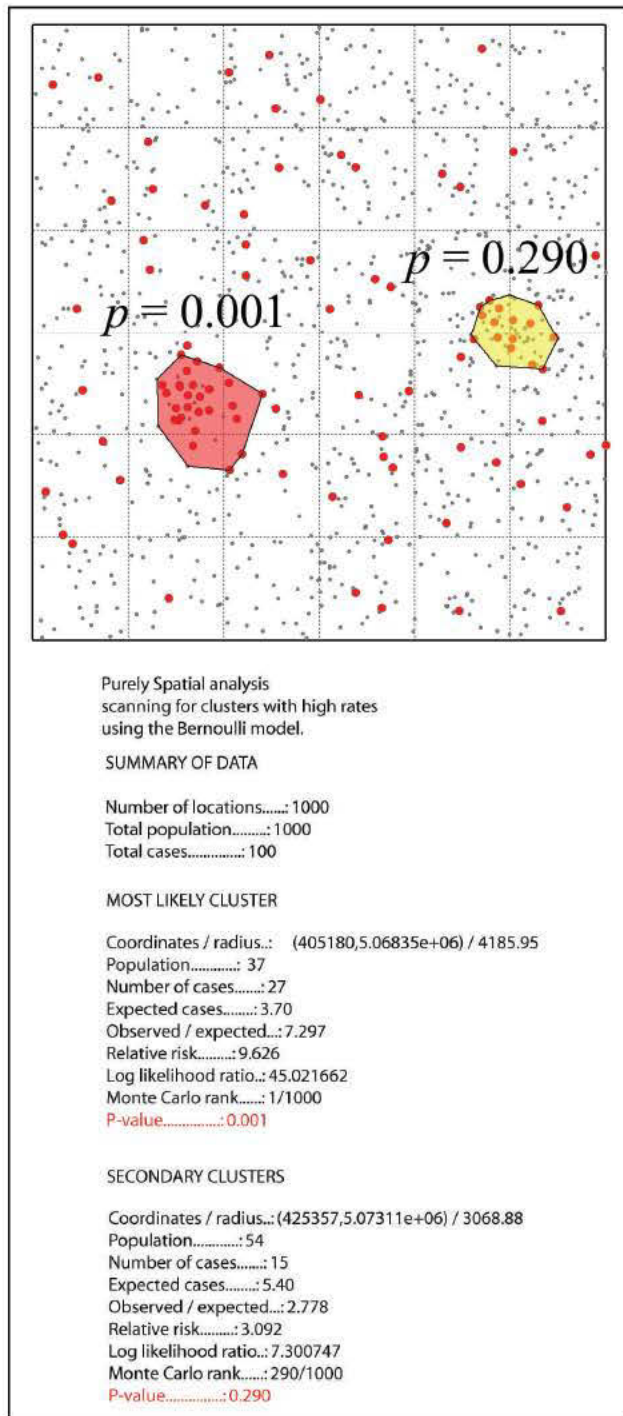 p = 0.290
p = 0.001
Purely Spatial analysis
scanning for clusters with high rates
using the Bernoulli model.
SUMMARY OF DATA
Number of locations......: 1000
Total population.........: 1000
Total cases..............: 100
MOST LIKELY CLUSTER
Coordinates / radius..: (405180,5.06835e+06) / 4185.95
Population............: 37
Number of cases.......: 27
Expected cases........: 3.70
Observed / expected...: 7.297
Relative risk.........: 9.626
Log likelihood ratio..: 45.021662
Monte Carlo rank......: 1/1000
P-value...............: 0.001
SECONDARY CLUSTERS
Coordinates / radius..: (425357,5.07311e+06) / 3068.88
Population............: 54
Number of cases.......: 15
Expected cases........: 5.40
Observed / expected...: 2.778
Relative risk.........: 3.092
Log likelihood ratio..: 7.300747
Monte Carlo rank......: 290/1000
P-value...............: 0.290